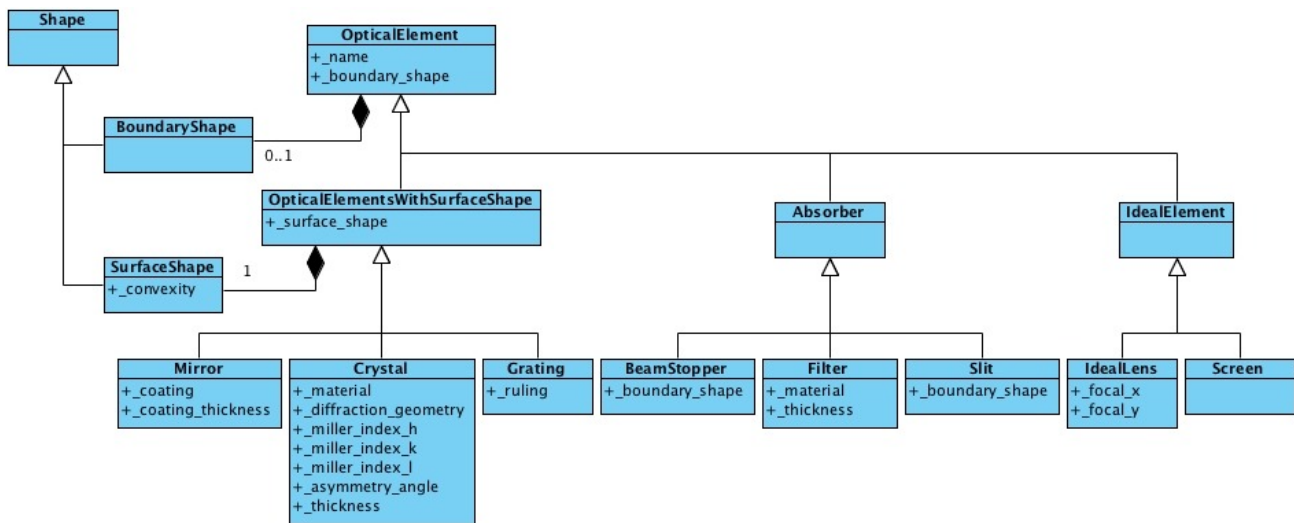 Shape
OpticalElement
+_name
+_boundary_shape
BoundaryShape
0..1
OpticalElementsWithSurfaceShape
+_surface_shape
Absorber
IdealElement
SurfaceShape
+_convexity
1
Mirror
+_coating
+_coating_thickness
Crystal
+_material
+_diffraction_geometry
+_miller_index_h
+_miller_index_k
+_miller_index_l
+_asymmetry_angle
+_thickness
Grating
+_ruling
BeamStopper
+_boundary_shape
Filter
+_material
+_thickness
Slit
+_boundary_shape
IdealLens
+_focal_x
+_focal_y
Screen